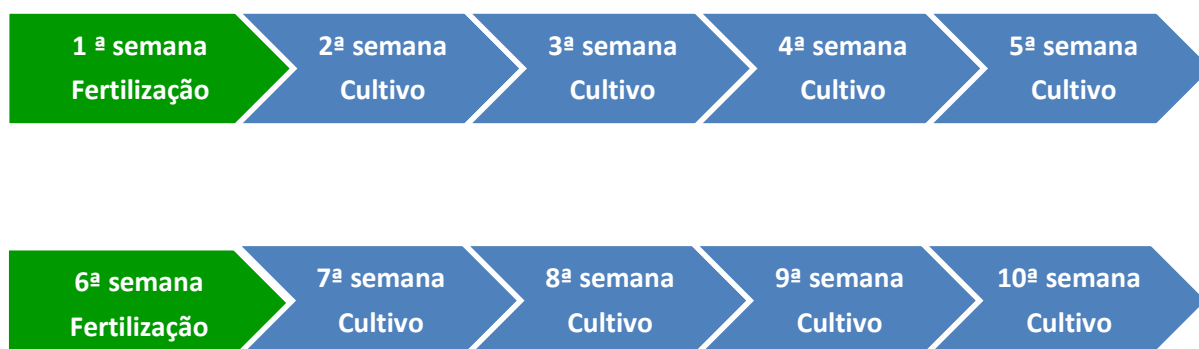 1 ª semana
Fertilização
2ª semana
Cultivo
3ª semana
Cultivo
4ª semana
Cultivo
5ª semana
Cultivo
6ª semana
Fertilização
7ª semana
Cultivo
8ª semana
Cultivo
9ª semana
Cultivo
10ª semana
Cultivo